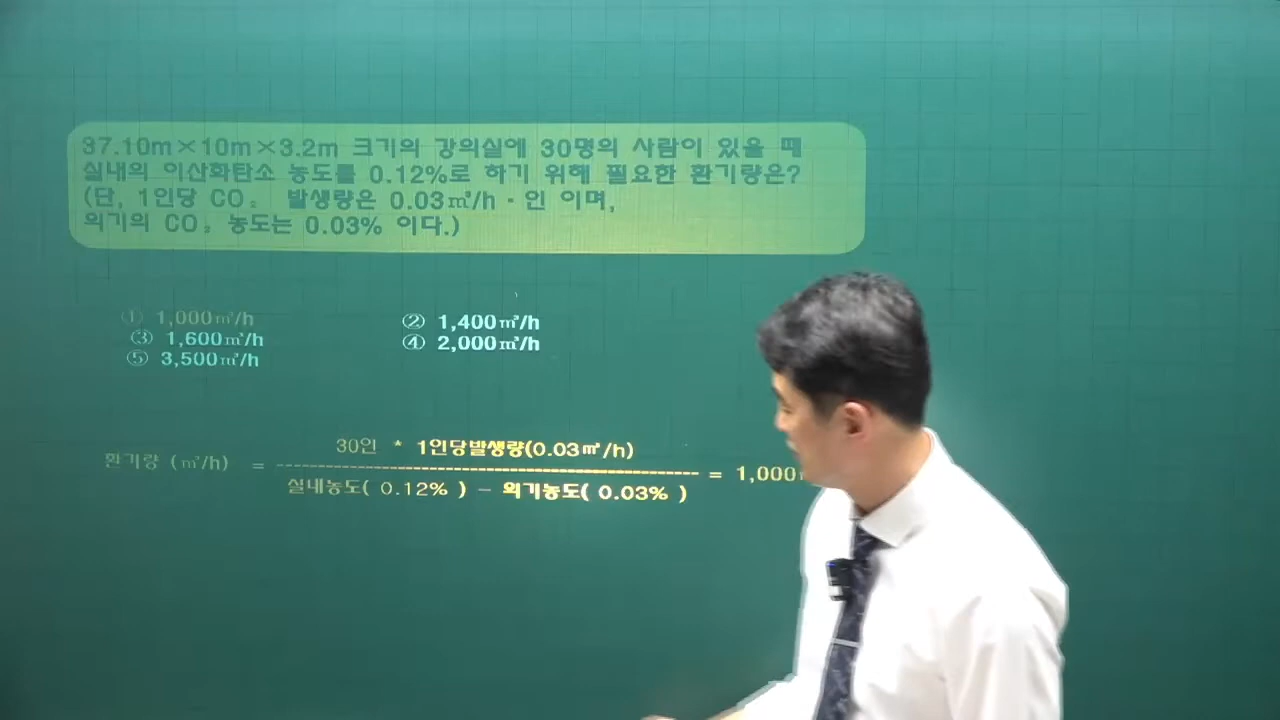 37.10m×10m×3.2m 크기의 강의실에 30명의 사람이 있을 때
실내의 이산화탄소 농도를 0.12%로 하기 위해 필요한 환기량은?
(단, 1인당 CO₂ 발생량은 0.03㎥/h·인 이며,
외기의 CO₂ 농도는 0.03% 이다.)
① 1,000㎥/h ② 1,400㎥/h
③ 1,600㎥/h ④ 2,000㎥/h
⑤ 3,500㎥/h
30인 * 1인당발생량(0.03㎥/h)
환기량 (㎥/h) = ---------- = 1,000
실내농도( 0.12% ) - 외기농도( 0.03% )